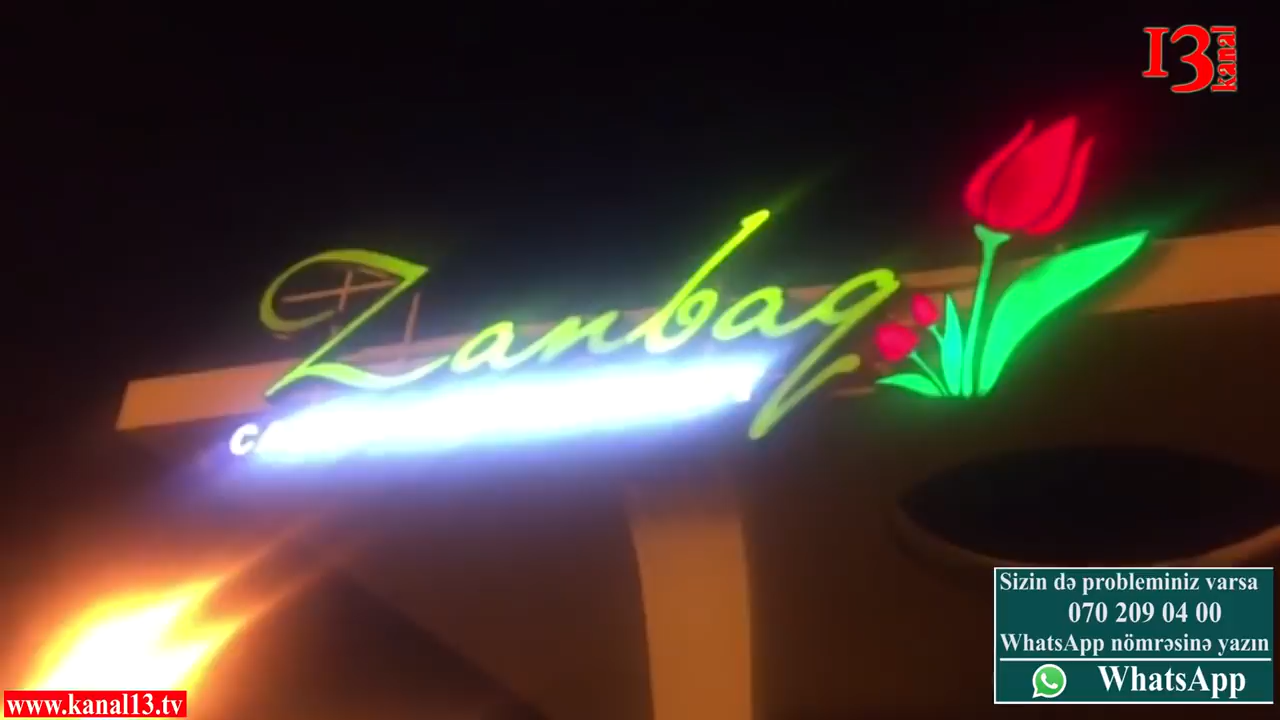 13 kanal
Zanbaq
Sizin də probleminiz varsa
070 209 04 00
WhatsApp nömrəsinə yazın
WhatsApp
www.kanal13.tv